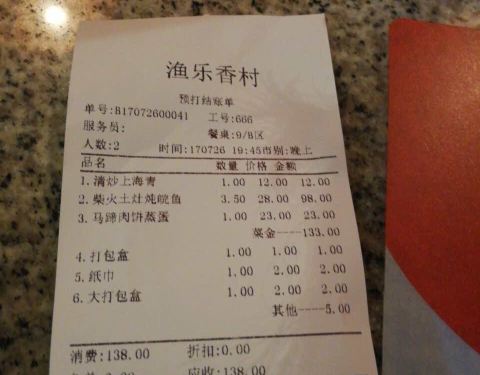 渔乐香村
预打结账单
单号:B17072600041 工号:666
服务员: 餐桌:9/B区
人数:2 时间:170726 19:45市别:晚上
品名 数量 价格 金额
1.清炒上海青 1.00 12.00 12.00
2.柴火土灶炖皖鱼 3.50 28.00 98.00
3.马蹄肉饼蒸蛋 1.00 23.00 23.00
菜金----133.00
4.打包盒 1.00 1.00 1.00
5.纸巾 1.00 2.00 2.00
6.大打包盒 1.00 2.00 2.00
其他----5.00
消费:138.00 折扣:0.00
应收:138.00